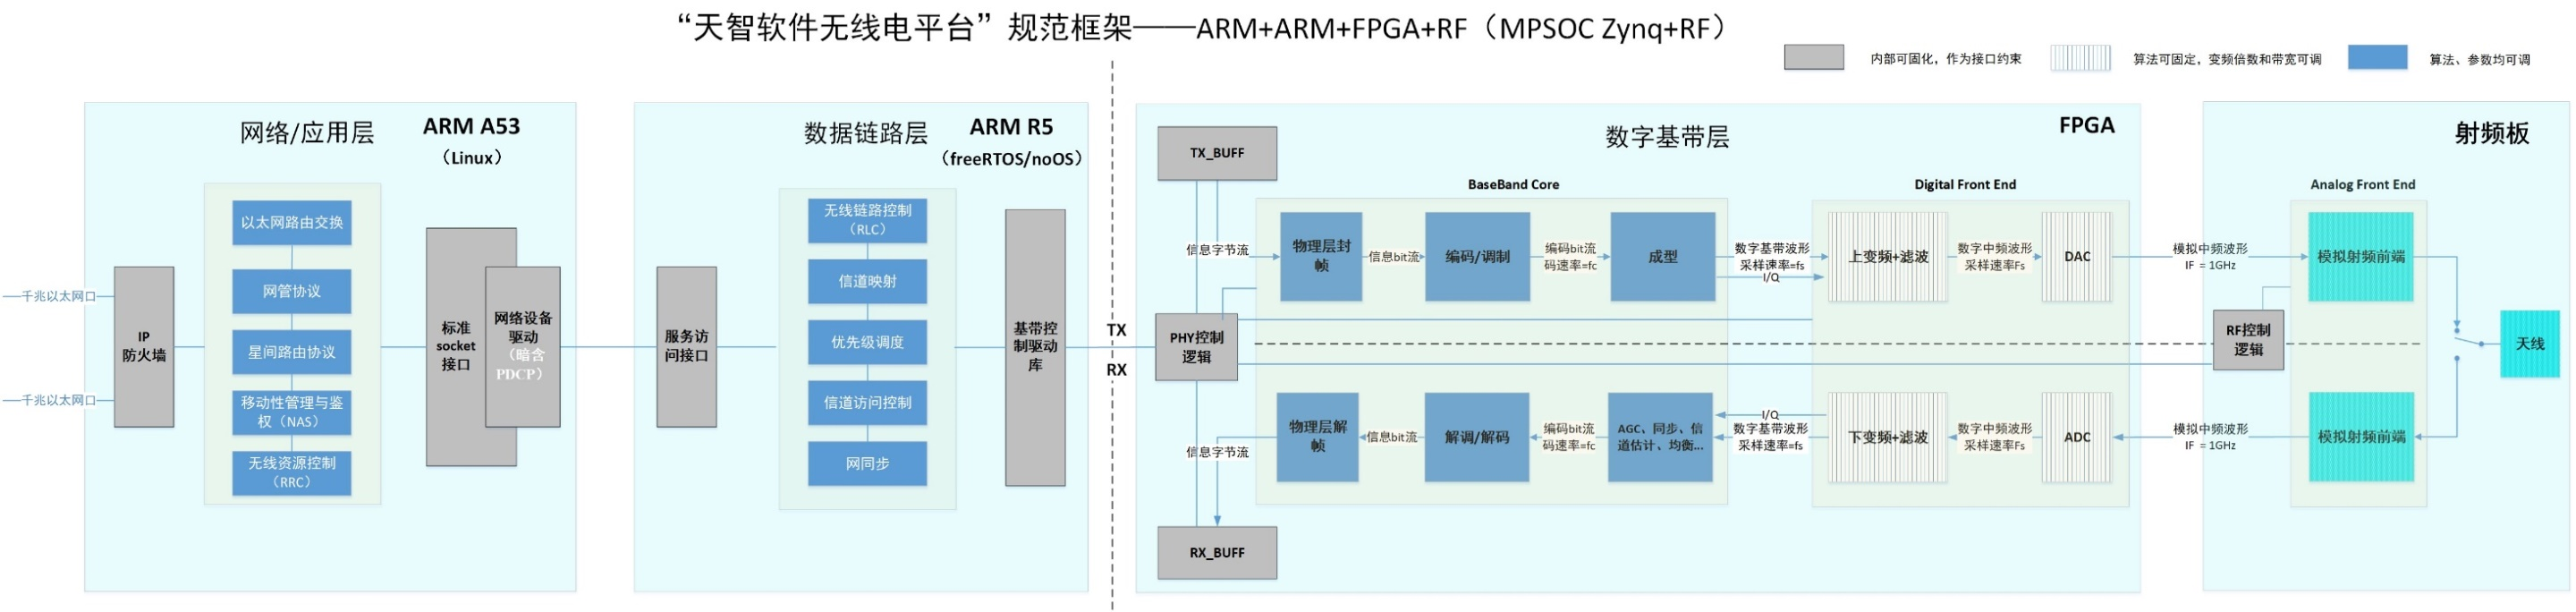 “天智软件无线电平台”规范框架——ARM+ARM+FPGA+RF（MPSOC Zynq+RF）
内部可固化，作为接口约束
算法可固定，变频倍数和带宽可调
算法、参数均可调
网络/应用层
ARM A53
（Linux）
千兆以太网口
千兆以太网口
IP
防火墙
以太网路由交换
网管协议
星间路由协议
移动性管理与鉴
权（NAS）
无线资源控制
（RRC）
标准
socket
接口
网络设备
驱动
（暗含
PDCP）
数据链路层
ARM R5
（freeRTOS/noOS）
服务访
问接口
无线链路控制
（RLC）
信道映射
优先级调度
信道访问控制
网同步
基带控
制驱动
库
TX
RX
数字基带层
FPGA
TX_BUFF
信息字节流
PHY控制
逻辑
信息字节流
RX_BUFF
BaseBand Core
物理层封
帧
信息bit流
编码/调制
编码bit流
码速率=fc
成型
数字基带波形
采样速率=fs
I/Q
Digital Front End
上变频+滤波
数字中频波形
采样速率Fs
DAC
模拟中频波形
IF = 1GHz
物理层解
帧
信息bit流
解调/解码
编码bit流
码速率=fc
AGC、同步、信
道估计、均衡...
I/Q
数字基带波形
采样速率=fs
下变频+滤波
数字中频波形
采样速率Fs
ADC
模拟中频波形
IF = 1GHz
射频板
Analog Front End
模拟射频前端
RF控制
逻辑
天线
模拟射频前端